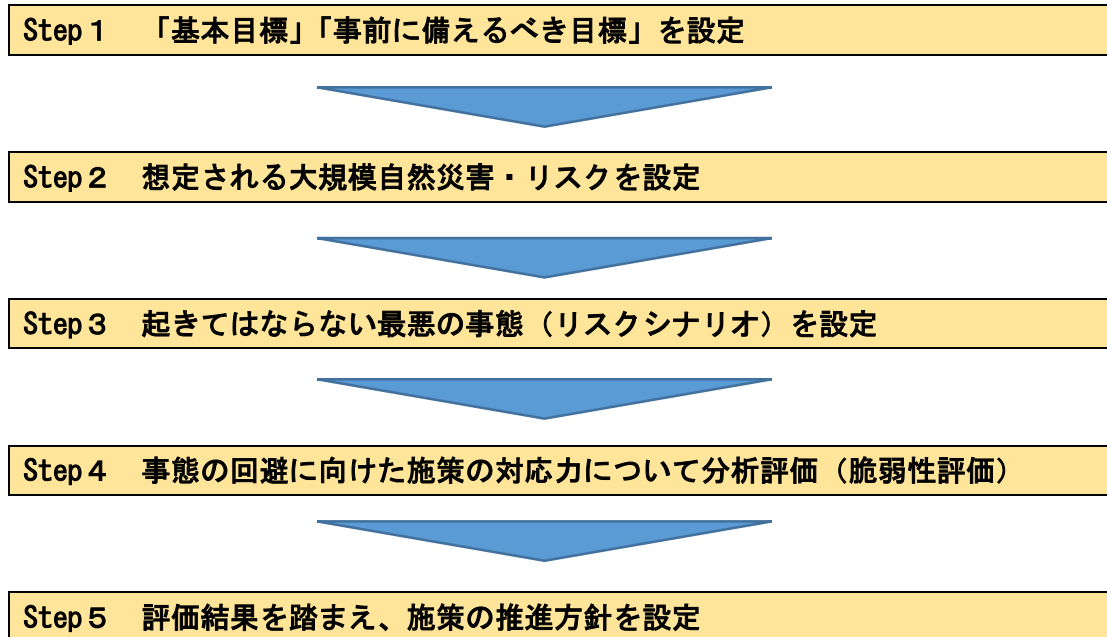 Step１　「基本目標」「事前に備えるべき目標」を設定
Step２　想定される大規模自然災害・リスクを設定
Step３　起きてはならない最悪の事態（リスクシナリオ）を設定
Step４　事態の回避に向けた施策の対応力について分析評価（脆弱性評価）
Step５　評価結果を踏まえ、施策の推進方針を設定